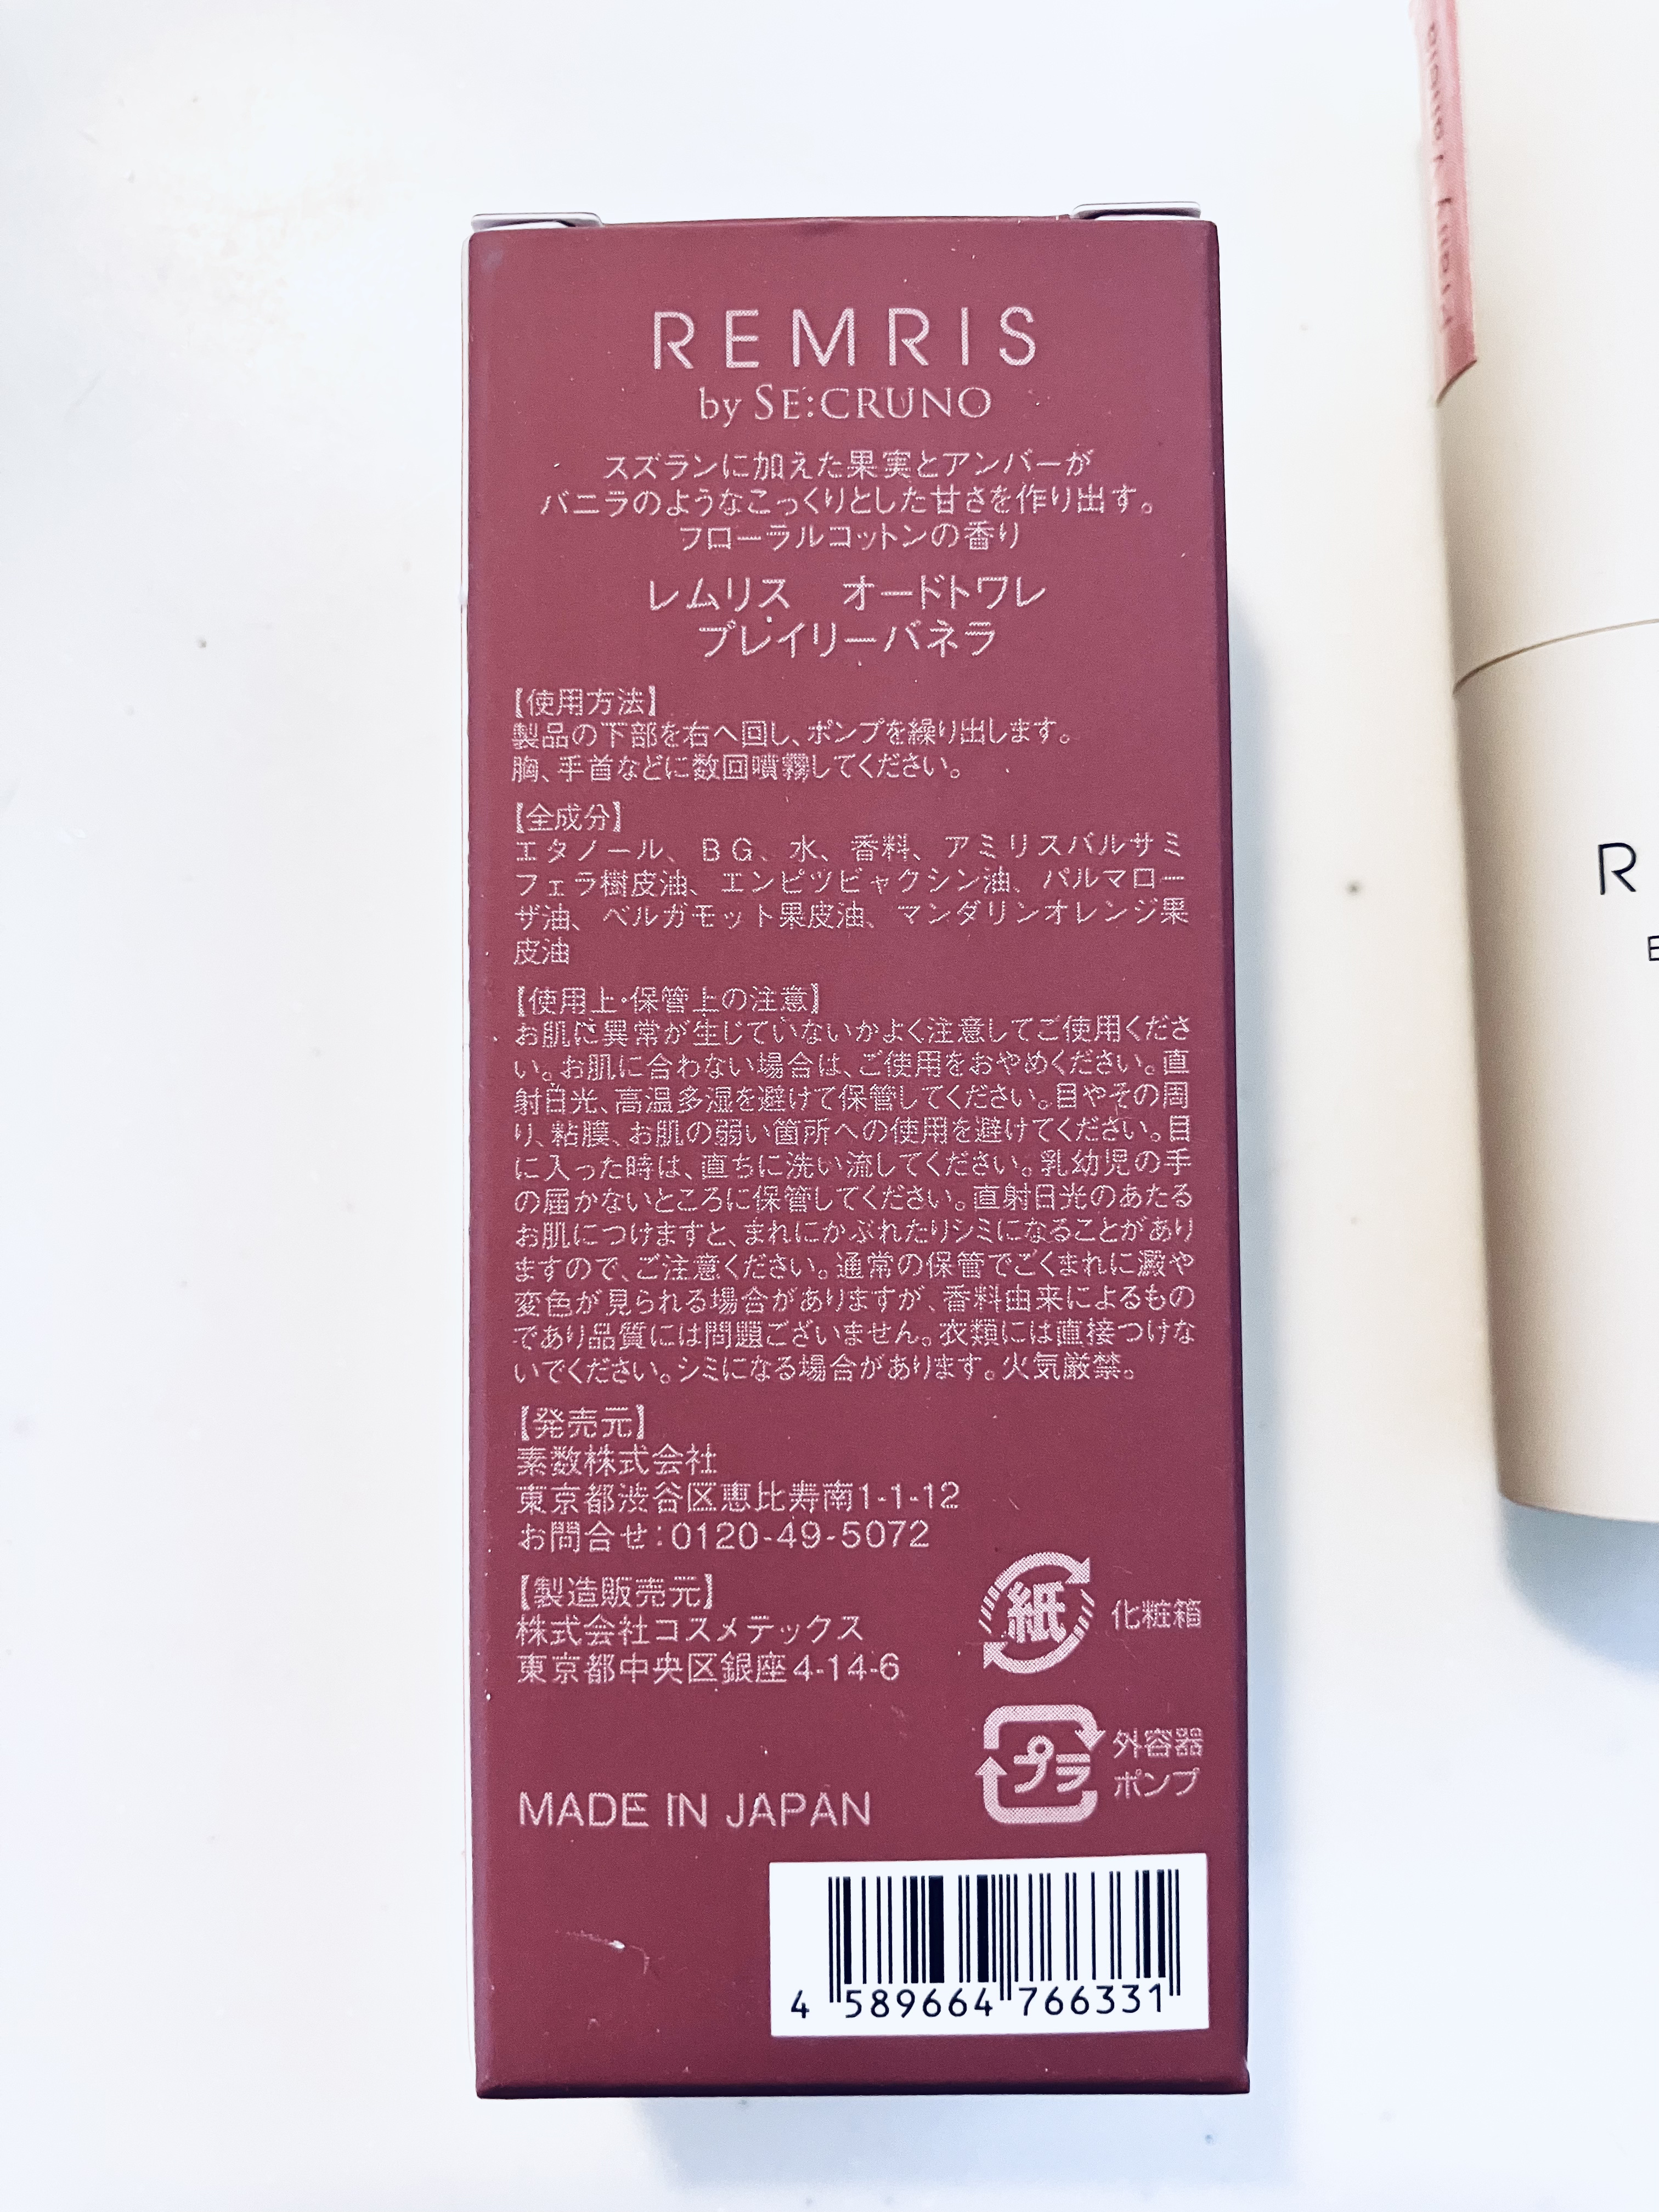 REMRIS
by SE:CRUNO
スズランに加えた果実とアンバーが
バニラのようなこっくりとした甘さを作り出す。
フローラルコットンの香り
レムリス　オードトワレ
プレイリーバネラ
【使用方法】
製品の下部を右へ回し、ポンプを繰り出します。
胸、手首などに数回噴霧してください。
【全成分】
エタノール、BG、水、香料、アミリスバルサミ
フェラ樹皮油、エンピツビャクシン油、パルマロー
ザ油、ベルガモット果皮油、マンダリンオレンジ果
皮油
【使用上・保管上の注意】
お肌に異常が生じていないかよく注意してご使用くださ
い。お肌に合わない場合は、ご使用をおやめください。直
射日光、高温多湿を避けて保管してください。目やその周
り、粘膜、お肌の弱い箇所への使用を避けてください。目
に入った時は、直ちに洗い流してください。乳幼児の手
の届かないところに保管してください。直射日光のあたる
お肌につけますと、まれにかぶれたりシミになることがあり
ますので、ご注意ください。通常の保管でごくまれに澱や
変色が見られる場合がありますが、香料由来によるもの
であり品質には問題ございません。衣類には直接つけな
いでください。シミになる場合があります。火気厳禁。
【発売元】
素数株式会社
東京都渋谷区恵比寿南1-1-12
お問合せ:0120-49-5072
【製造販売元】
株式会社コスメテックス
東京都中央区銀座4-14-6
紙 化粧箱
プラ 外容器
ポンプ
MADE IN JAPAN
4 589664 766331
R
E